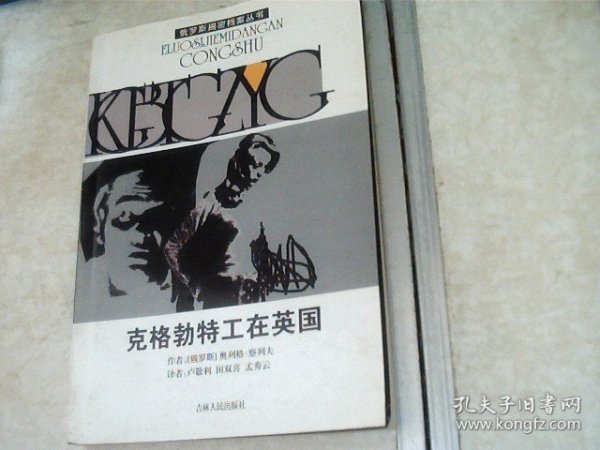 俄罗斯揭密档案丛书
ELUOSIJIEMIDANGAN
CONGSHU
克格勃特工在英国
作者:[俄罗斯] 奥列格·察列夫
译者:卢敬利 田双喜 孟秀云
吉林人民出版社
孔夫子旧书网
www.kongfz.com